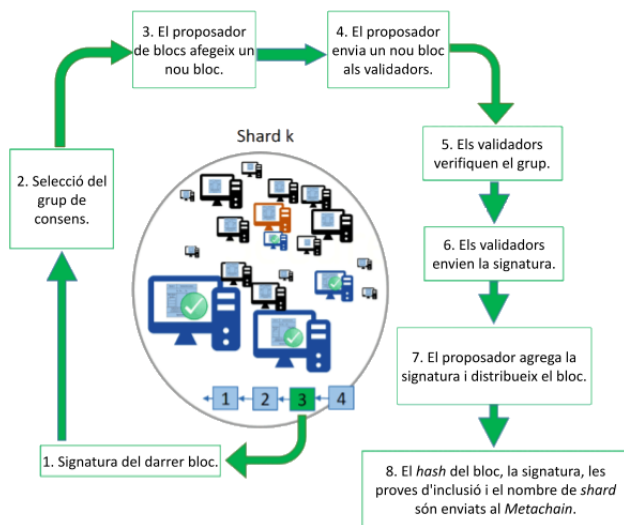 3. El proposador
de blocs afegeix un
nou bloc.
4. El proposador
envia un nou bloc
als validadors.
5. Els validadors
verifiquen el grup.
6. Els validadors
envien la signatura.
7. El proposador agrega la
signatura i distribueix el bloc.
8. El hash del bloc, la signatura, les
proves d'inclusió i el nombre de shard
són enviats al Metachain.
2. Selecció del
grup de
consens.
1. Signatura del darrer bloc.
Shard k
1 2 3 4